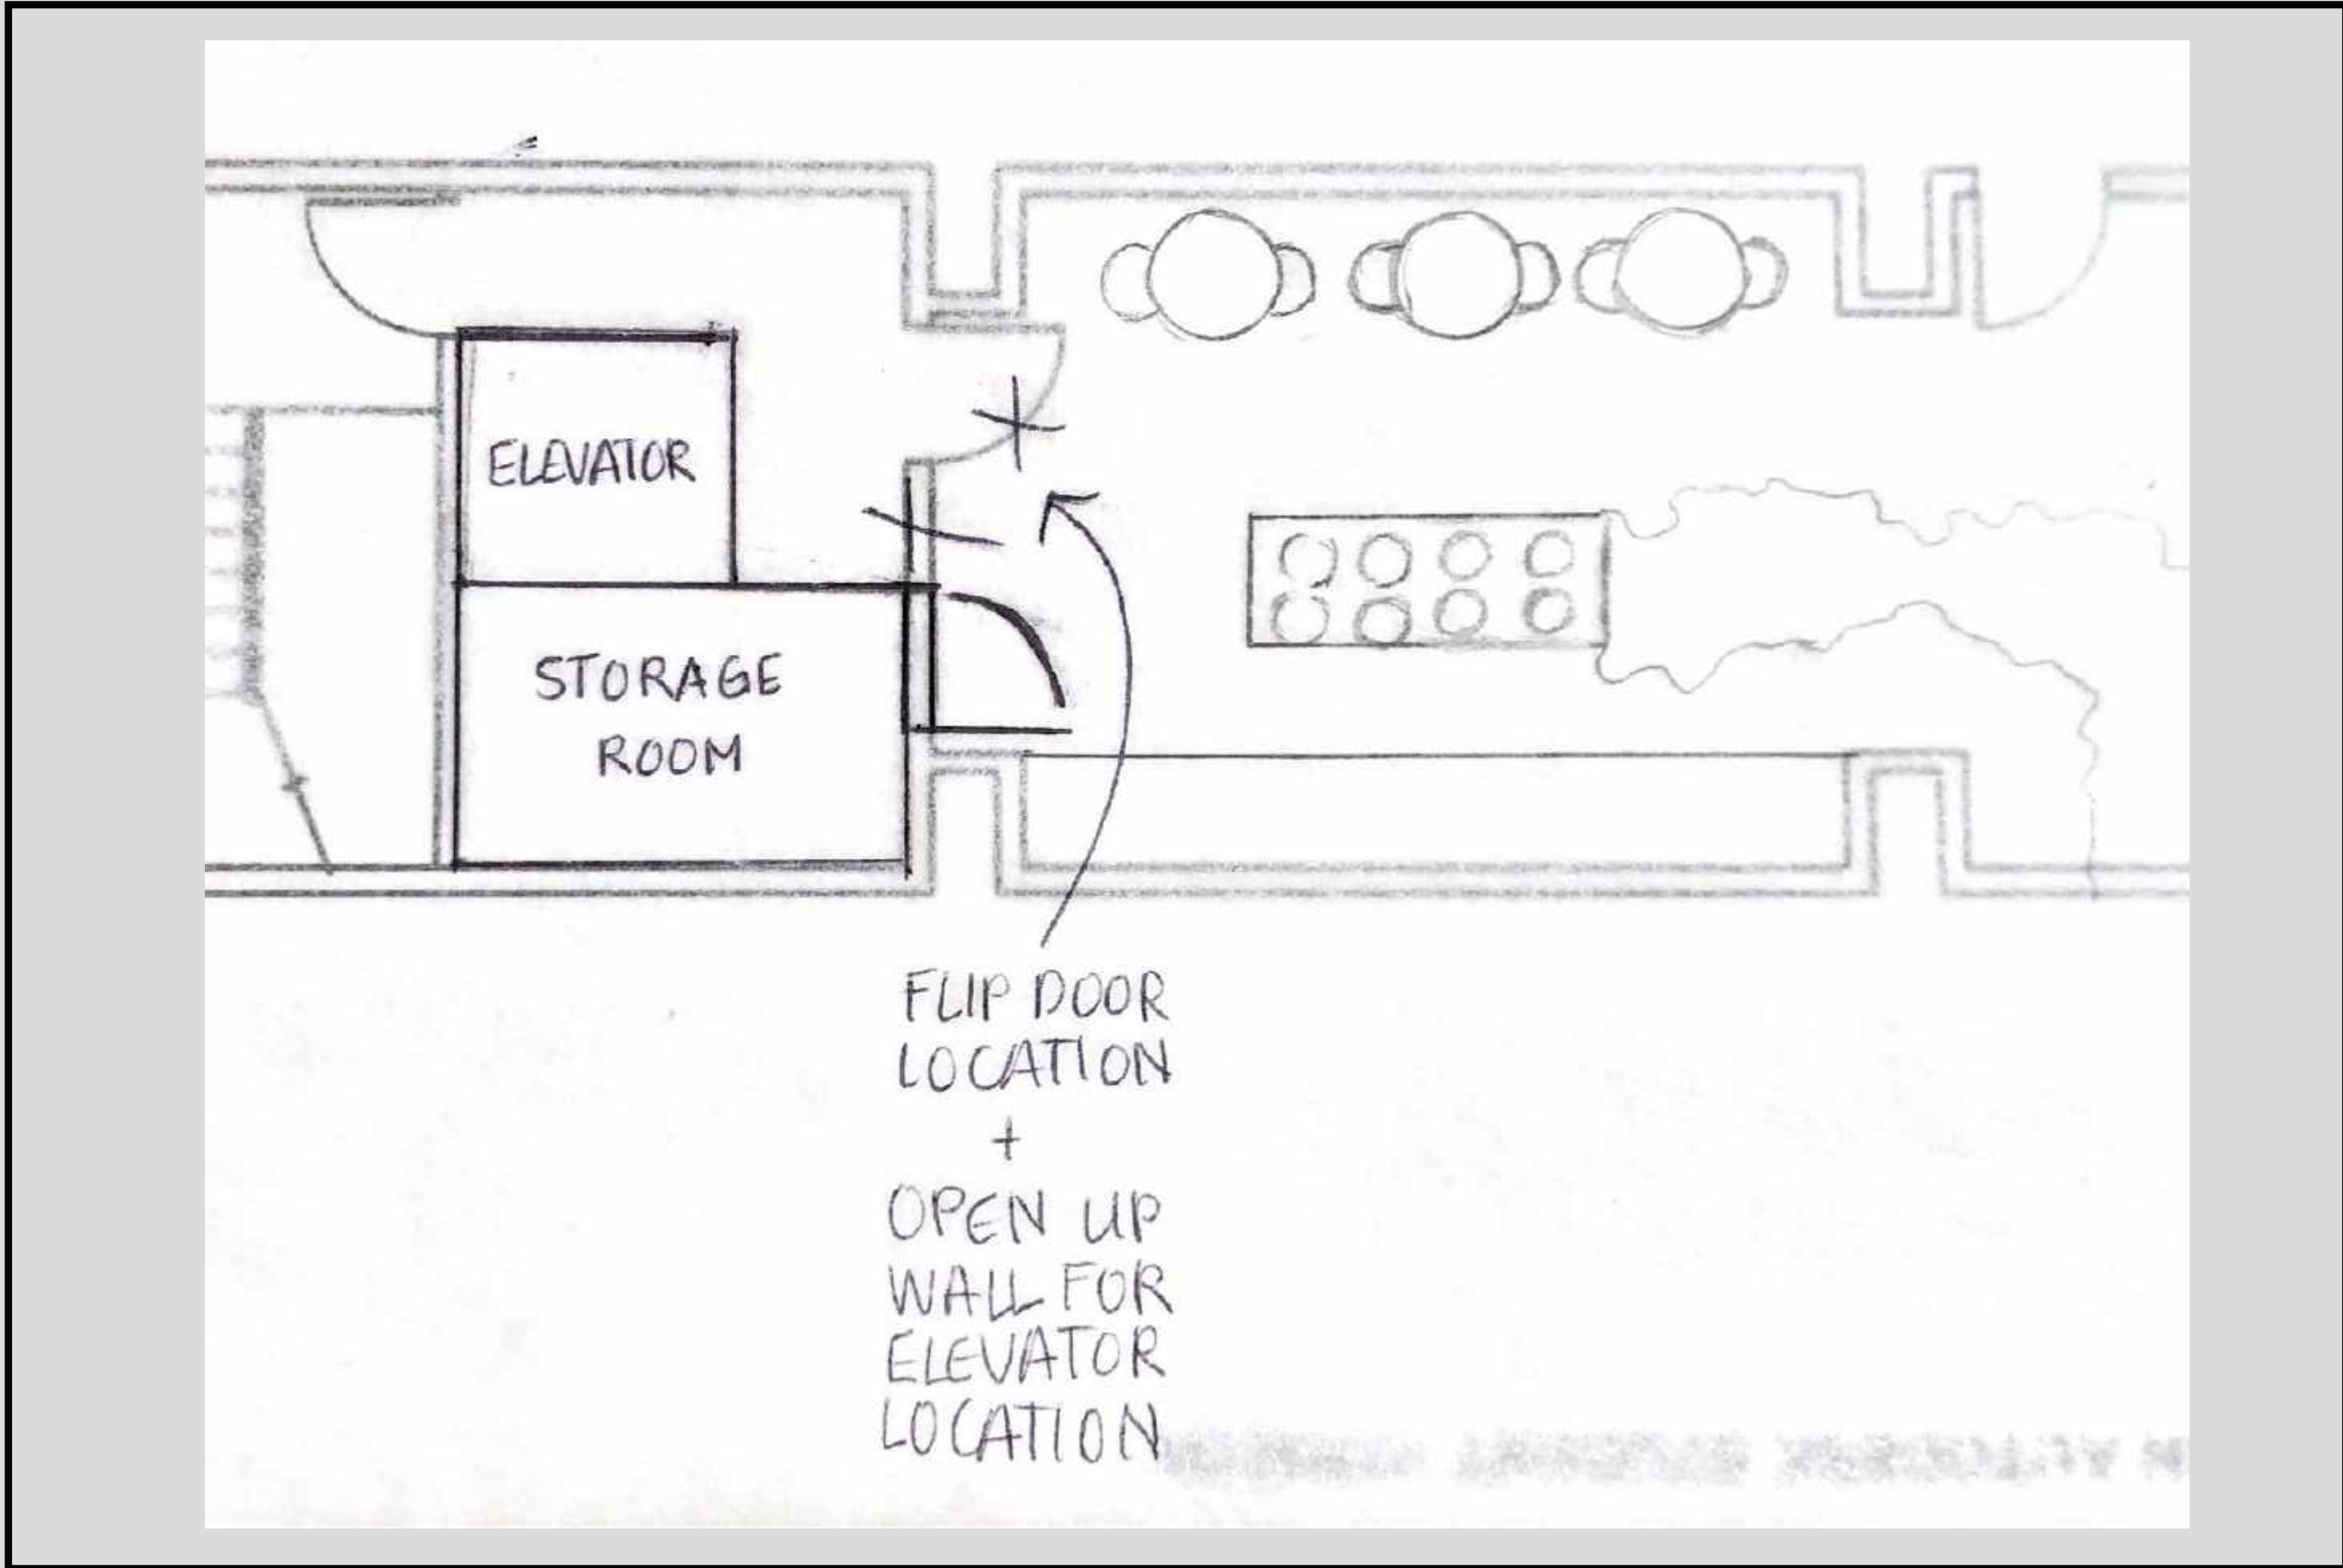 ELEVATOR
STORAGE
ROOM
FLIP DOOR
LOCATION
+
OPEN UP
WALL FOR
ELEVATOR
LOCATION